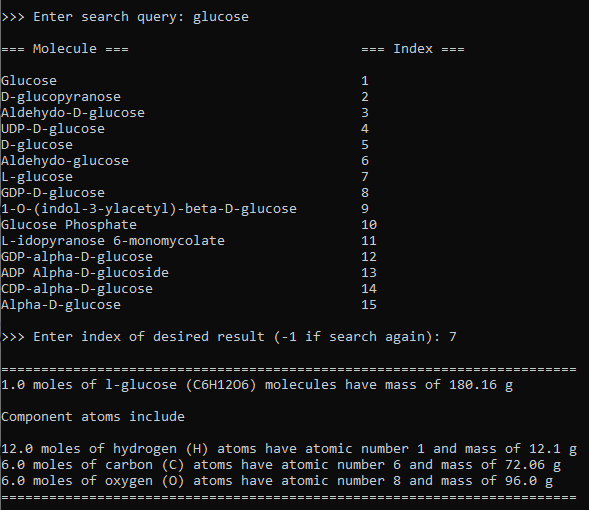 >>> Enter search query: glucose
=== Molecule === === Index ===
Glucose 1
D-glucopyranose 2
Aldehydo-D-glucose 3
UDP-D-glucose 4
D-glucose 5
Aldehydo-glucose 6
L-glucose 7
GDP-D-glucose 8
1-O-(indol-3-ylacetyl)-beta-D-glucose 9
Glucose Phosphate 10
L-idopyranose 6-monomycolate 11
GDP-alpha-D-glucose 12
ADP Alpha-D-glucoside 13
CDP-alpha-D-glucose 14
Alpha-D-glucose 15
>>> Enter index of desired result (-1 if search again): 7
========================================================================
1.0 moles of l-glucose (C6H12O6) molecules have mass of 180.16 g
Component atoms include
12.0 moles of hydrogen (H) atoms have atomic number 1 and mass of 12.1 g
6.0 moles of carbon (C) atoms have atomic number 6 and mass of 72.06 g
6.0 moles of oxygen (O) atoms have atomic number 8 and mass of 96.0 g
========================================================================